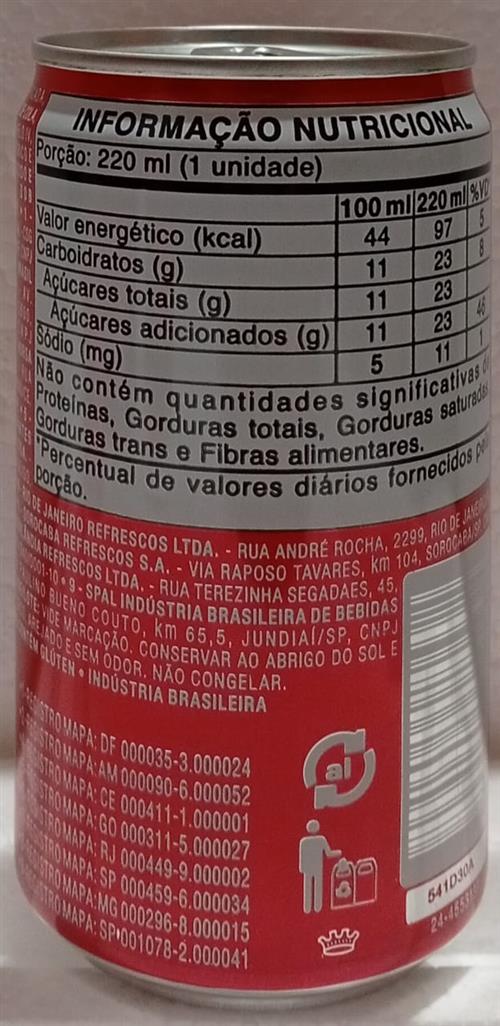 INFORMAÇÃO NUTRICIONAL
Porção: 220 ml (1 unidade)
100 ml 220 ml %VD
Valor energético (kcal) 44 97 5
Carboidratos (g) 11 23 8
Açúcares totais (g) 11 23
Açúcares adicionados (g) 11 23 46
Sódio (mg) 5 11 1
Não contém quantidades significativas
Proteínas, Gorduras totais, Gorduras saturadas
Gorduras trans e Fibras alimentares.
*Percentual de valores diários fornecidos
porção.
DE JANEIRO REFRESCOS LTDA. - RUA ANDRÉ ROCHA, 2299, RIO DE
REFRESCOS S.A. - VIA RAPOSO TAVARES, km 104,
REFRESCOS LTDA. - RUA TEREZINHA SEGADAES, 45,
9 - SPAL INDÚSTRIA BRASILEIRA DE BEBIDAS
BUENO COUTO, km 65,5, JUNDIAÍ/SP, CNPJ
VIDE MARCAÇÃO. CONSERVAR AO ABRIGO DO SOL E
E SEM ODOR. NÃO CONGELAR.
GLÚTEN • INDÚSTRIA BRASILEIRA
MAPA: DF 000035-3.000024
MAPA: AM 000090-6.000052
MAPA: CE 000411-1.000001
MAPA: GO 000311-5.000027
MAPA: RJ 000449-9.000002
MAPA: SP 000459-6.000034
MAPA: MG 000296-8.000015
MAPA: SP 001078-2.000041
al
541D30A